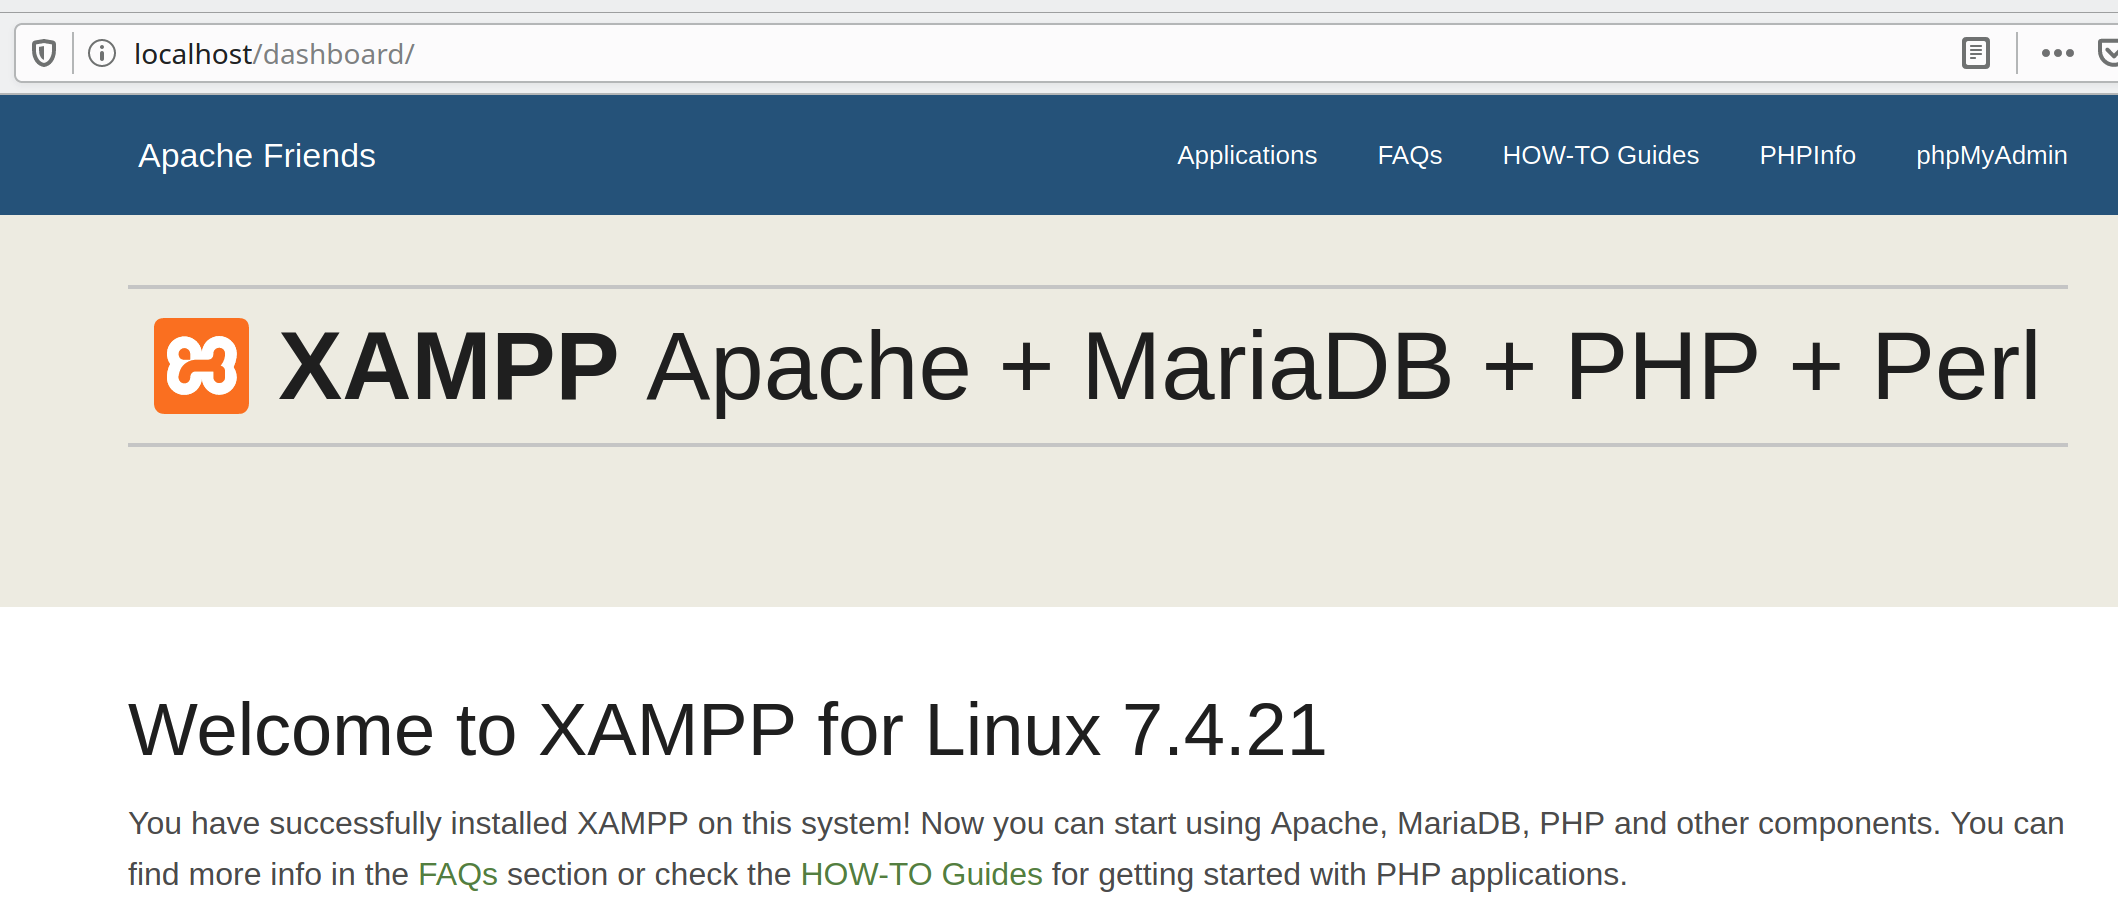 localhost/dashboard/
Apache Friends Applications FAQs HOW-TO Guides PHPInfo phpMyAdmin
XAMPP Apache + MariaDB + PHP + Perl
Welcome to XAMPP for Linux 7.4.21
You have successfully installed XAMPP on this system! Now you can start using Apache, MariaDB, PHP and other components. You can
find more info in the FAQs section or check the HOW-TO Guides for getting started with PHP applications.